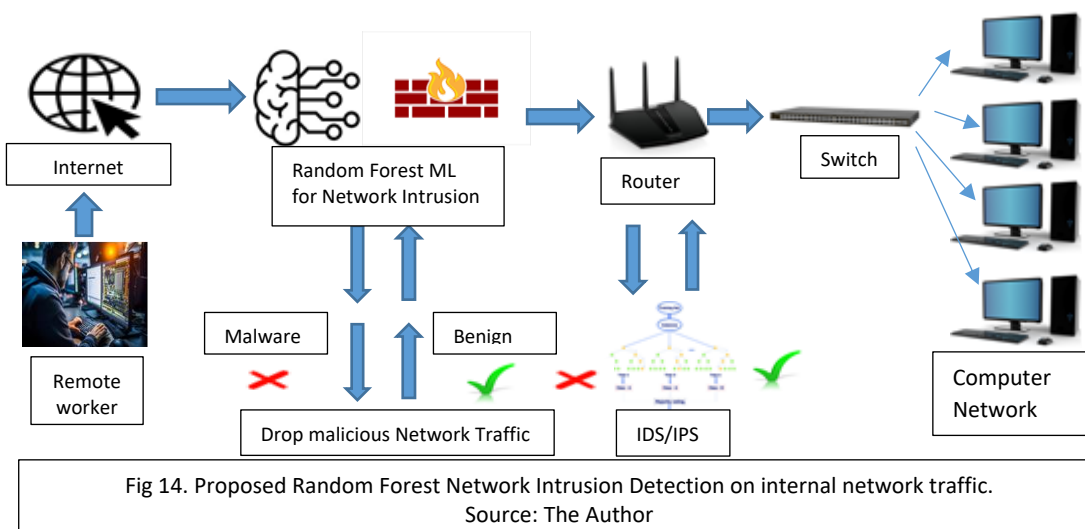 Internet
Random Forest ML
for Network Intrusion
Router
Switch
Malware
Benign
Remote
worker
Drop malicious Network Traffic
IDS/IPS
Computer
Network
Fig 14. Proposed Random Forest Network Intrusion Detection on internal network traffic.
Source: The Author